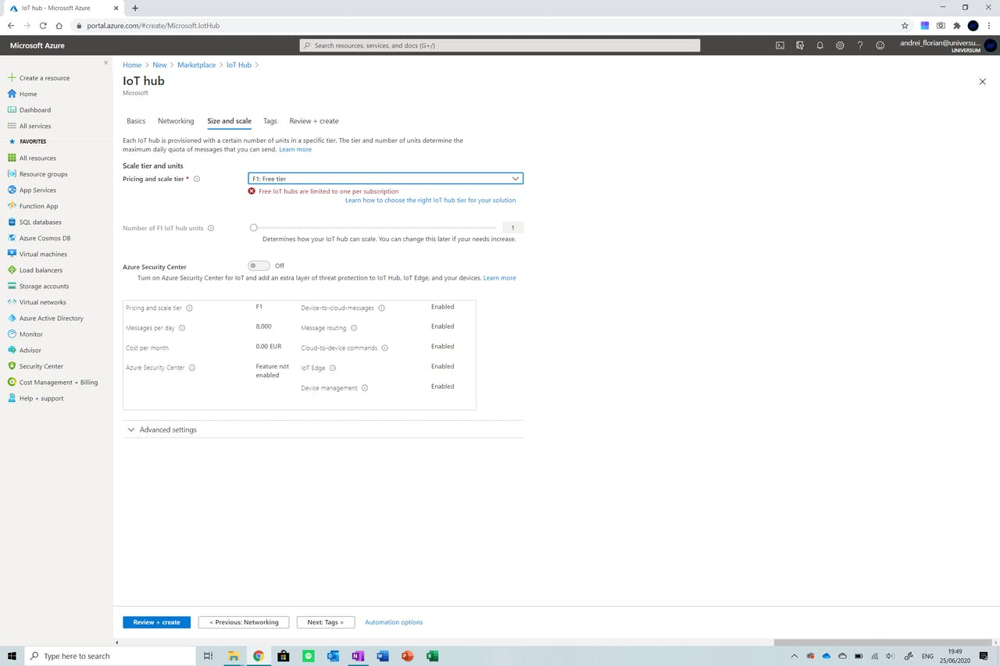 IoT hub - Microsoft Azure
portal.azure.com/#create/Microsoft.IotHub
Microsoft Azure
Search resources, services, and docs (G+/)
andrei_florian@universu...
UNIVERSUM
AF
Create a resource
Home
Dashboard
All services
FAVORITES
All resources
Resource groups
App Services
Function App
SQL databases
Azure Cosmos DB
Virtual machines
Load balancers
Storage accounts
Virtual networks
Azure Active Directory
Monitor
Advisor
Security Center
Cost Management + Billing
Help + support
Home > New > Marketplace > IoT Hub >
IoT hub
Microsoft
Basics Networking Size and scale Tags Review + create
Each IoT hub is provisioned with a certain number of units in a specific tier. The tier and number of units determine the
maximum daily quota of messages that you can send. Learn more
Scale tier and units
Pricing and scale tier * F1: Free tier
Free IoT hubs are limited to one per subscription
Learn how to choose the right IoT hub tier for your solution
Number of F1 IoT hub units 1
Determines how your IoT hub can scale. You can change this later if your needs increase.
Azure Security Center Off
Turn on Azure Security Center for IoT and add an extra layer of threat protection to IoT Hub, IoT Edge, and your devices. Learn more
Pricing and scale tier F1 Device-to-cloud-messages Enabled
Messages per day 8,000 Message routing Enabled
Cost per month 0.00 EUR Cloud-to-device commands Enabled
Azure Security Center Feature not enabled IoT Edge Enabled
Device management Enabled
Advanced settings
Review + create < Previous: Networking Next: Tags > Automation options
Type here to search
ENG
19:49
25/06/2020